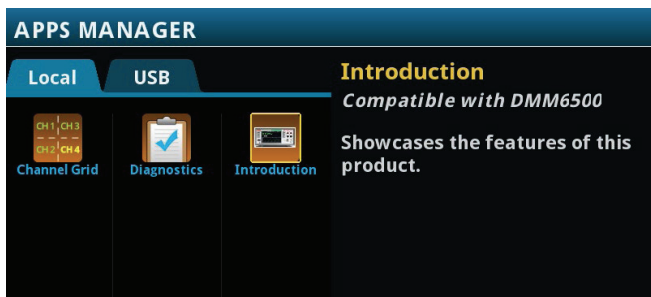 APPS MANAGER
Local
USB
CH1 CH3
CH2 CH4
Channel Grid
Diagnostics
Introduction
Introduction
Compatible with DMM6500
Showcases the features of this
product.